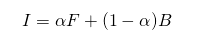 I = αF + (1 − α)B